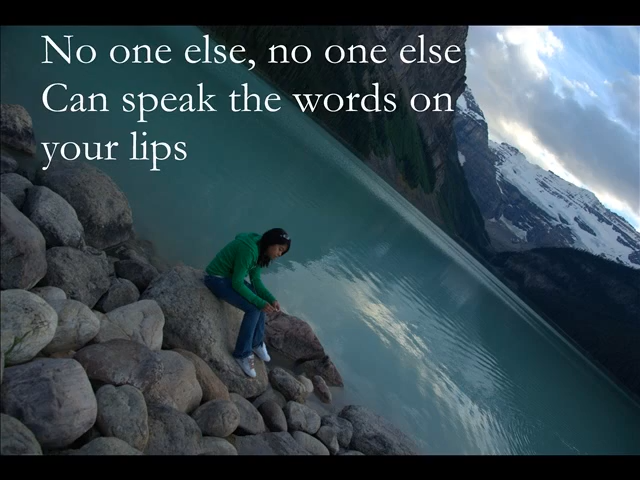 No one else, no one else
Can speak the words on
your lips